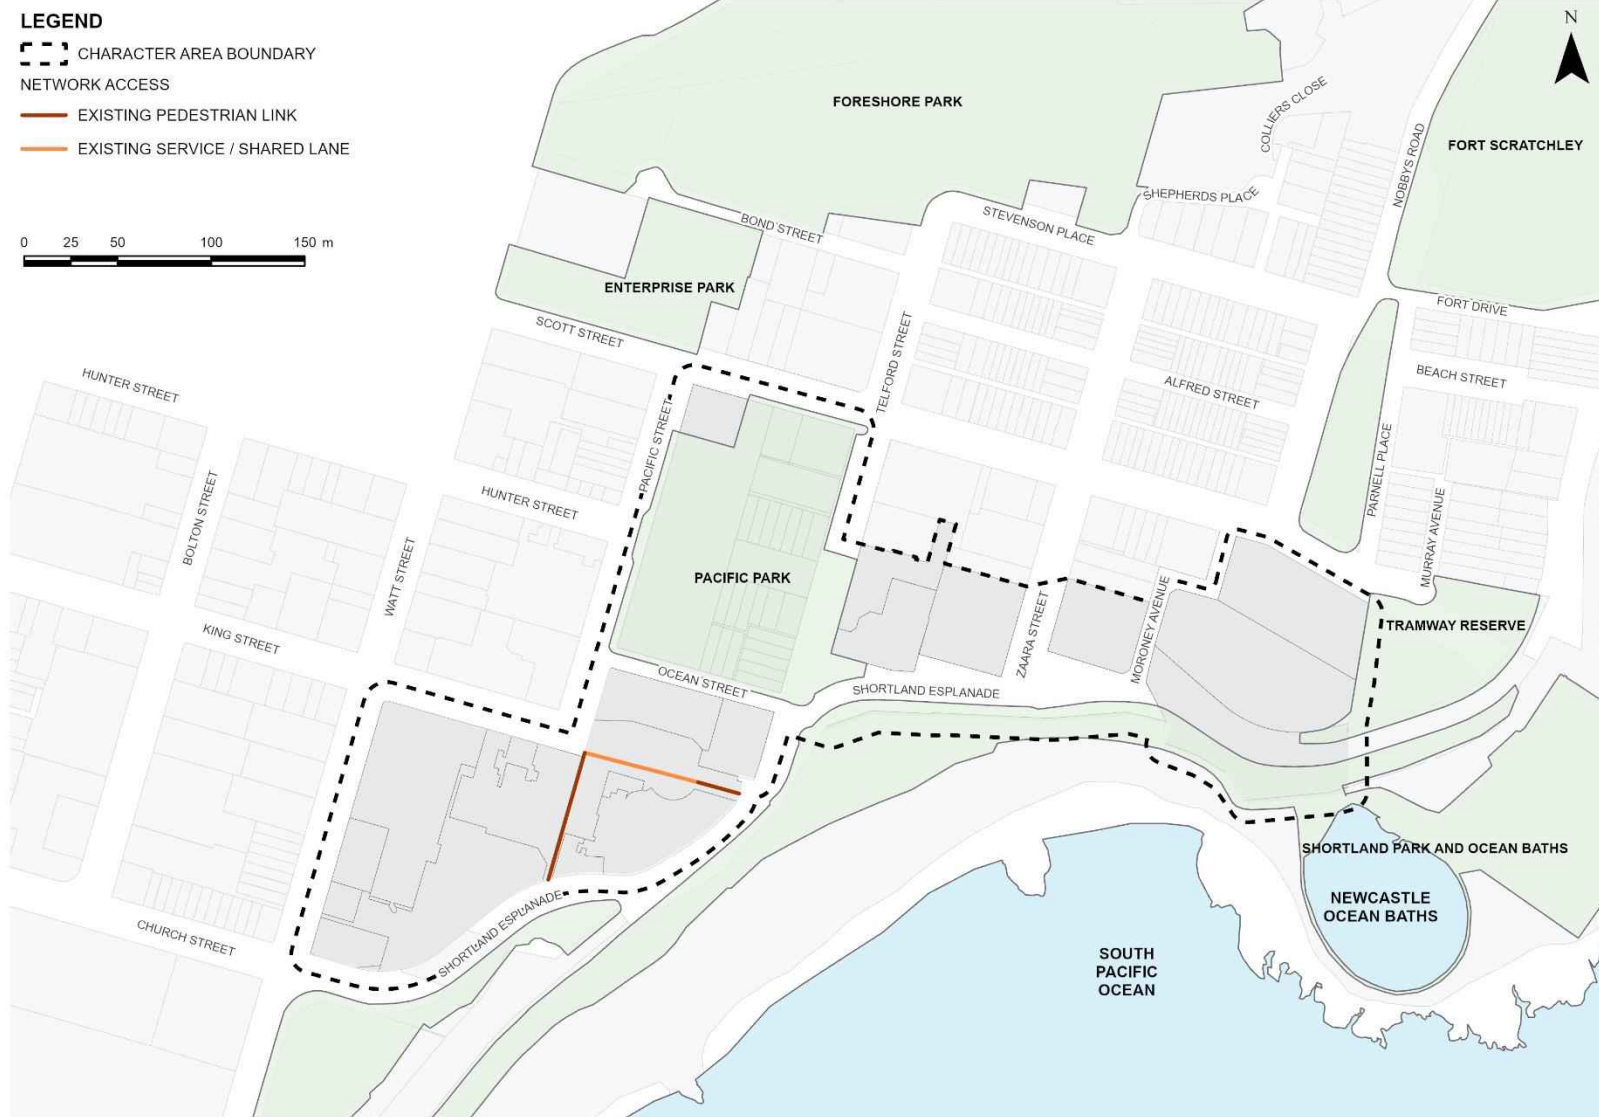 LEGEND
CHARACTER AREA BOUNDARY
NETWORK ACCESS
EXISTING PEDESTRIAN LINK
EXISTING SERVICE / SHARED LANE
0 25 50 100 150 m
N
FORESHORE PARK
COLLIERS CLOSE
FORT SCRATCHLEY
NOBBYS ROAD
SHEPHERDS PLACE
STEVENSON PLACE
BOND STREET
ENTERPRISE PARK
FORT DRIVE
SCOTT STREET
TELFORD STREET
BEACH STREET
HUNTER STREET
ALFRED STREET
PACIFIC STREET
PARNELL PLACE
HUNTER STREET
BOLTON STREET
MURRAY AVENUE
WATT STREET
PACIFIC PARK
KING STREET
ZAARA STREET
MORONEY AVENUE
TRAMWAY RESERVE
OCEAN STREET
SHORTLAND ESPLANADE
SHORTLAND PARK AND OCEAN BATHS
NEWCASTLE
OCEAN BATHS
CHURCH STREET
SHORTLAND ESPLANADE
SOUTH
PACIFIC
OCEAN